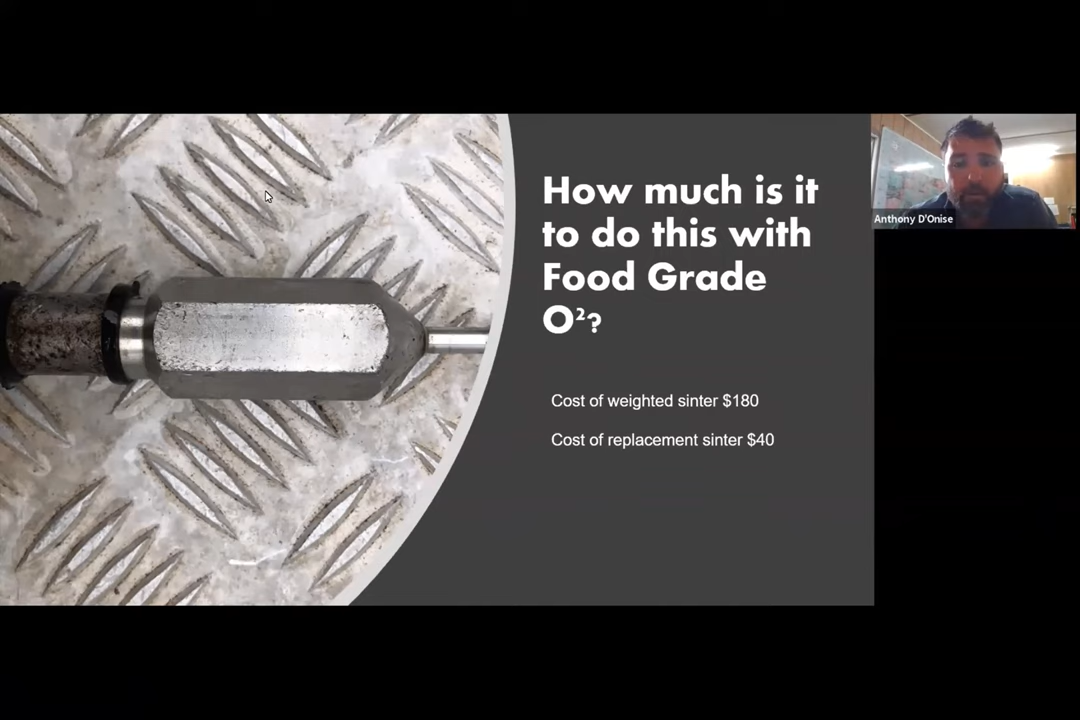 How much is it
to do this with
Food Grade
O²?
Cost of weighted sinter $180
Cost of replacement sinter $40
Anthony D'Onise